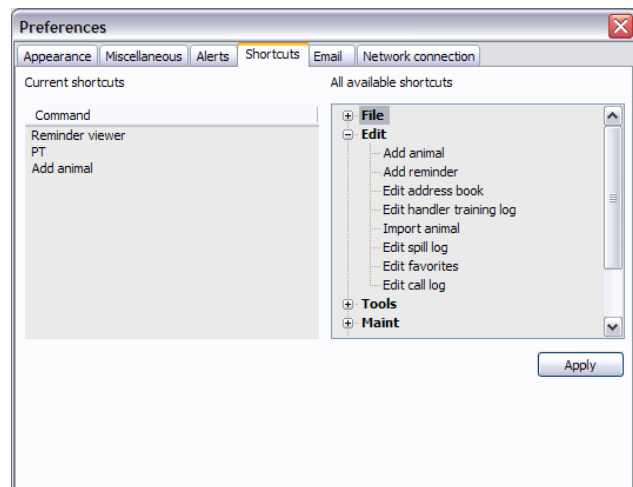 Preferences
Appearance Miscellaneous Alerts Shortcuts Email Network connection
Current shortcuts
All available shortcuts
Command
Reminder viewer
PT
Add animal
File
Edit
Add animal
Add reminder
Edit address book
Edit handler training log
Import animal
Edit spill log
Edit favorites
Edit call log
Tools
Maint
Apply